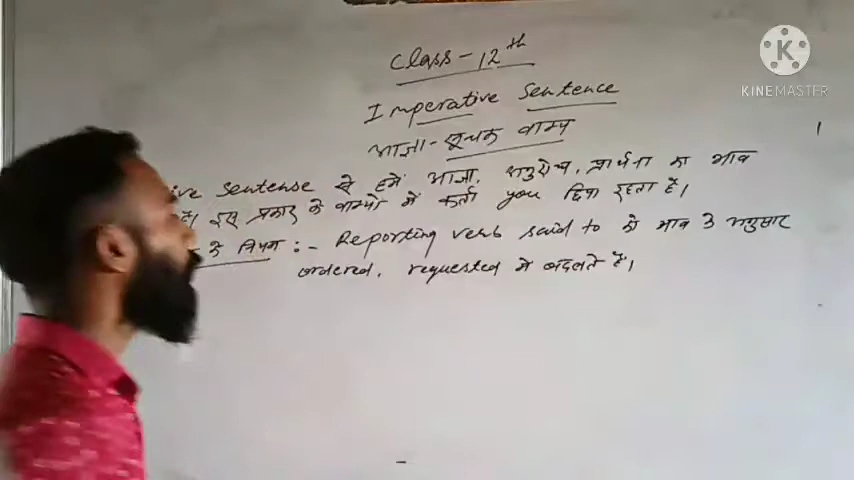 Class - 12th
Imperative Sentence
आज्ञा-सूचक वाक्य
ive sentense से हमें आज्ञा, अनुरोध, प्रार्थना का भाव
है। इस प्रकार के वाक्यों में कर्ता you छिपा रहता है।
के नियम :- Reporting verb said to को भाव के अनुसार
ordered, requested में बदलते हैं।
K
KINEMASTER